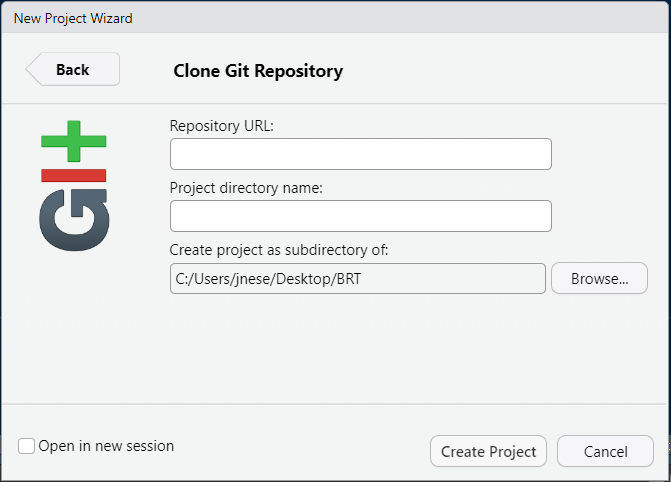 New Project Wizard
Back
Clone Git Repository
GIT
Repository URL:
Project directory name:
Create project as subdirectory of:
C:/Users/jnese/Desktop/BRT
Browse...
Open in new session
Create Project
Cancel